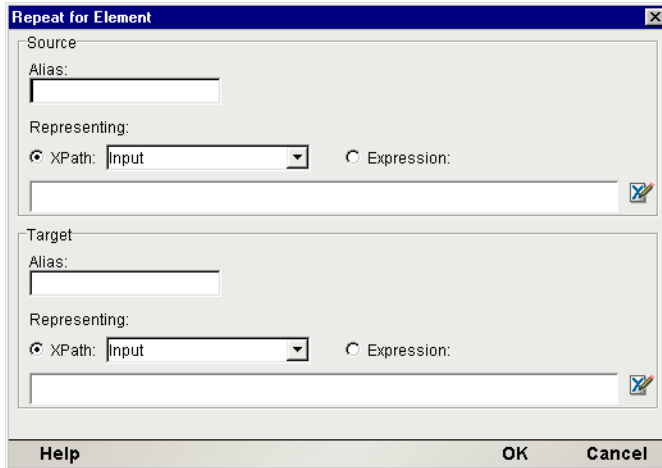 Repeat for Element
Source
Alias:
Representing:
XPath: Input Expression:
Target
Alias:
Representing:
XPath: Input Expression:
Help OK Cancel